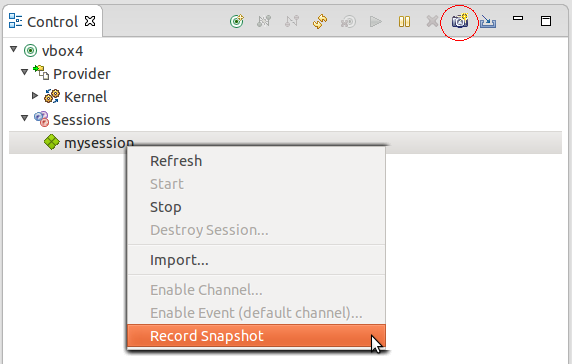 Control
vbox4
Provider
Kernel
Sessions
mysession
Refresh
Start
Stop
Destroy Session...
Import...
Enable Channel...
Enable Event (default channel)...
Record Snapshot